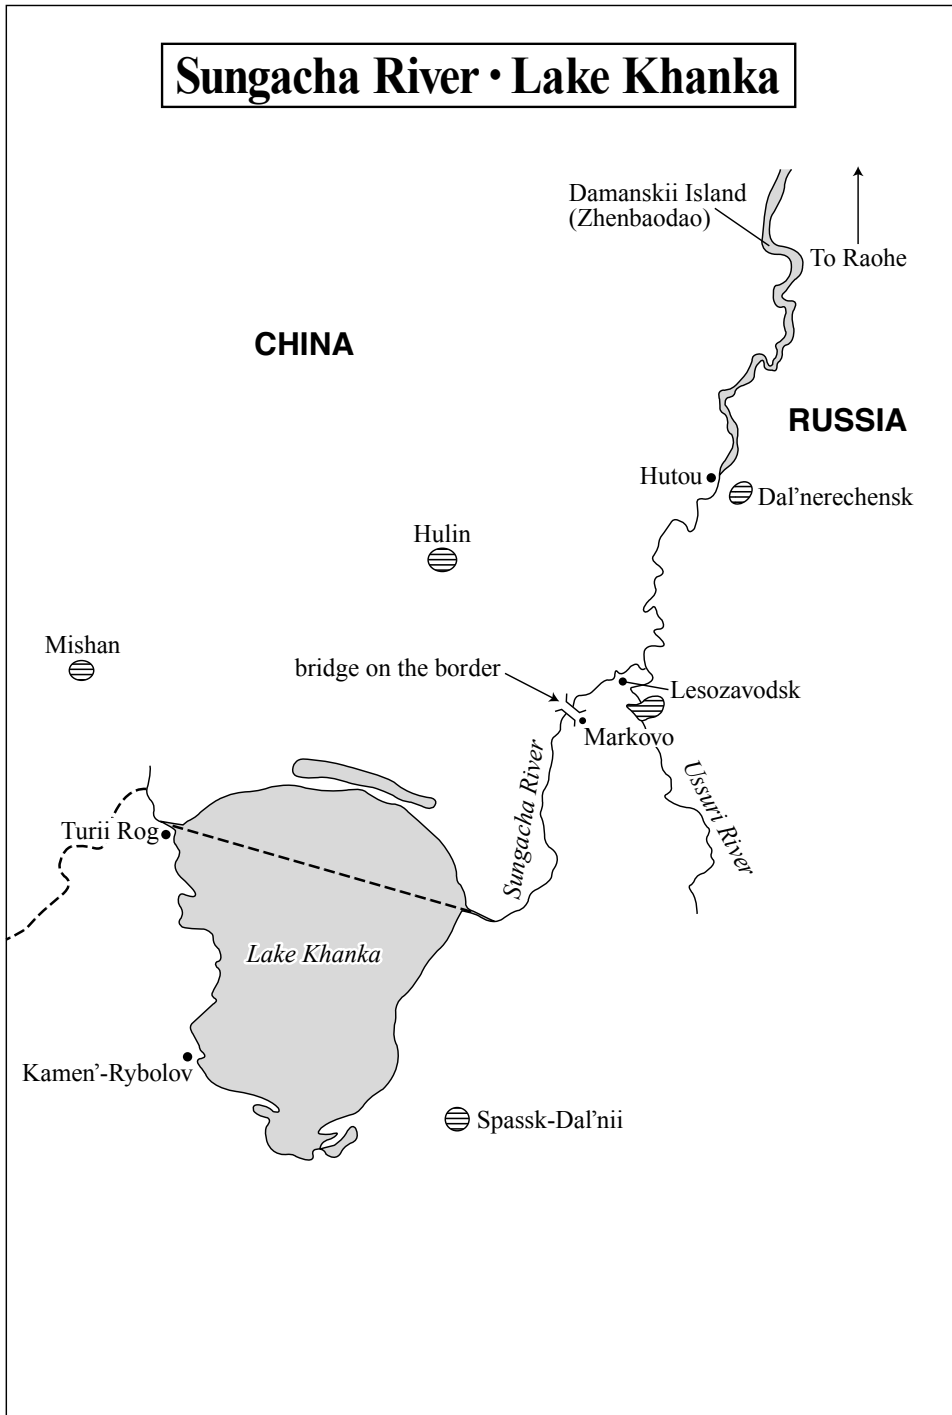 Sungacha River · Lake Khanka
Damanskii Island
(Zhenbaodao)
To Raohe
CHINA
RUSSIA
Hutou
Dal’nerechensk
Hulin
Mishan
bridge on the border
Lesozavodsk
Markovo
Sungacha River
Ussuri River
Turii Rog
Lake Khanka
Kamen’-Rybolov
Spassk-Dal’nii